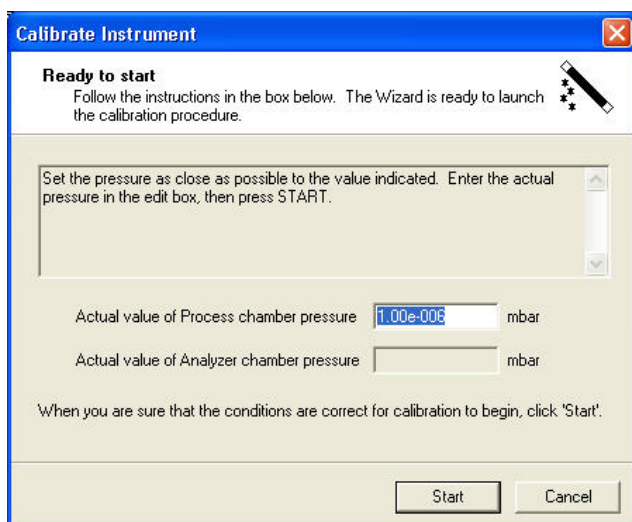 Calibrate Instrument
Ready to start
Follow the instructions in the box below. The Wizard is ready to launch
the calibration procedure.
Set the pressure as close as possible to the value indicated. Enter the actual
pressure in the edit box, then press START.
Actual value of Process chamber pressure 1.00e-006 mbar
Actual value of Analyzer chamber pressure mbar
When you are sure that the conditions are correct for calibration to begin, click 'Start'.
Start Cancel